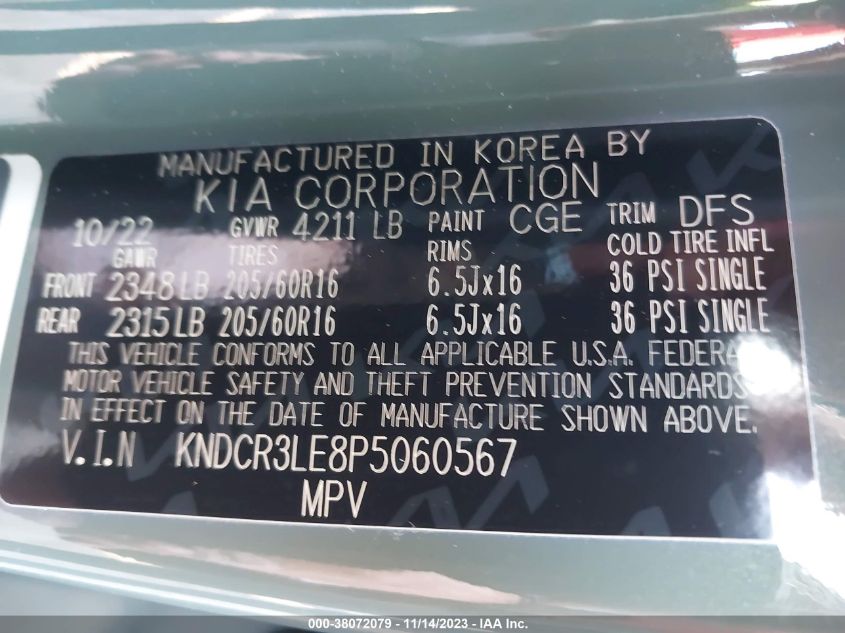 MANUFACTURED IN KOREA BY
KIA CORPORATION
10/22 GVWR 4211 LB PAINT CGE TRIM DFS
GAWR TIRES RIMS COLD TIRE INFL
FRONT 2348 LB 205/60R16 6.5Jx16 36 PSI SINGLE
REAR 2315 LB 205/60R16 6.5Jx16 36 PSI SINGLE
THIS VEHICLE CONFORMS TO ALL APPLICABLE U.S.A. FEDERA
MOTOR VEHICLE SAFETY AND THEFT PREVENTION STANDARDS
IN EFFECT ON THE DATE OF MANUFACTURE SHOWN ABOVE.
V.I.N KNDCR3LE8P5060567
MPV
000-38072079 - 11/14/2023 - IAA Inc.